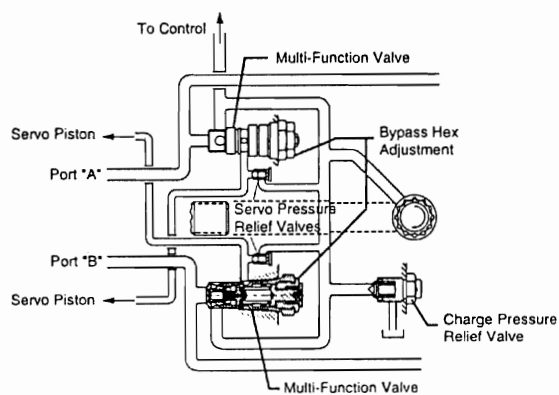 To Control
Multi-Function Valve
Servo Piston
Bypass Hex
Adjustment
Port "A"
Servo Pressure
Relief Valves
Port "B"
Servo Piston
Charge Pressure
Relief Valve
Multi-Function Valve